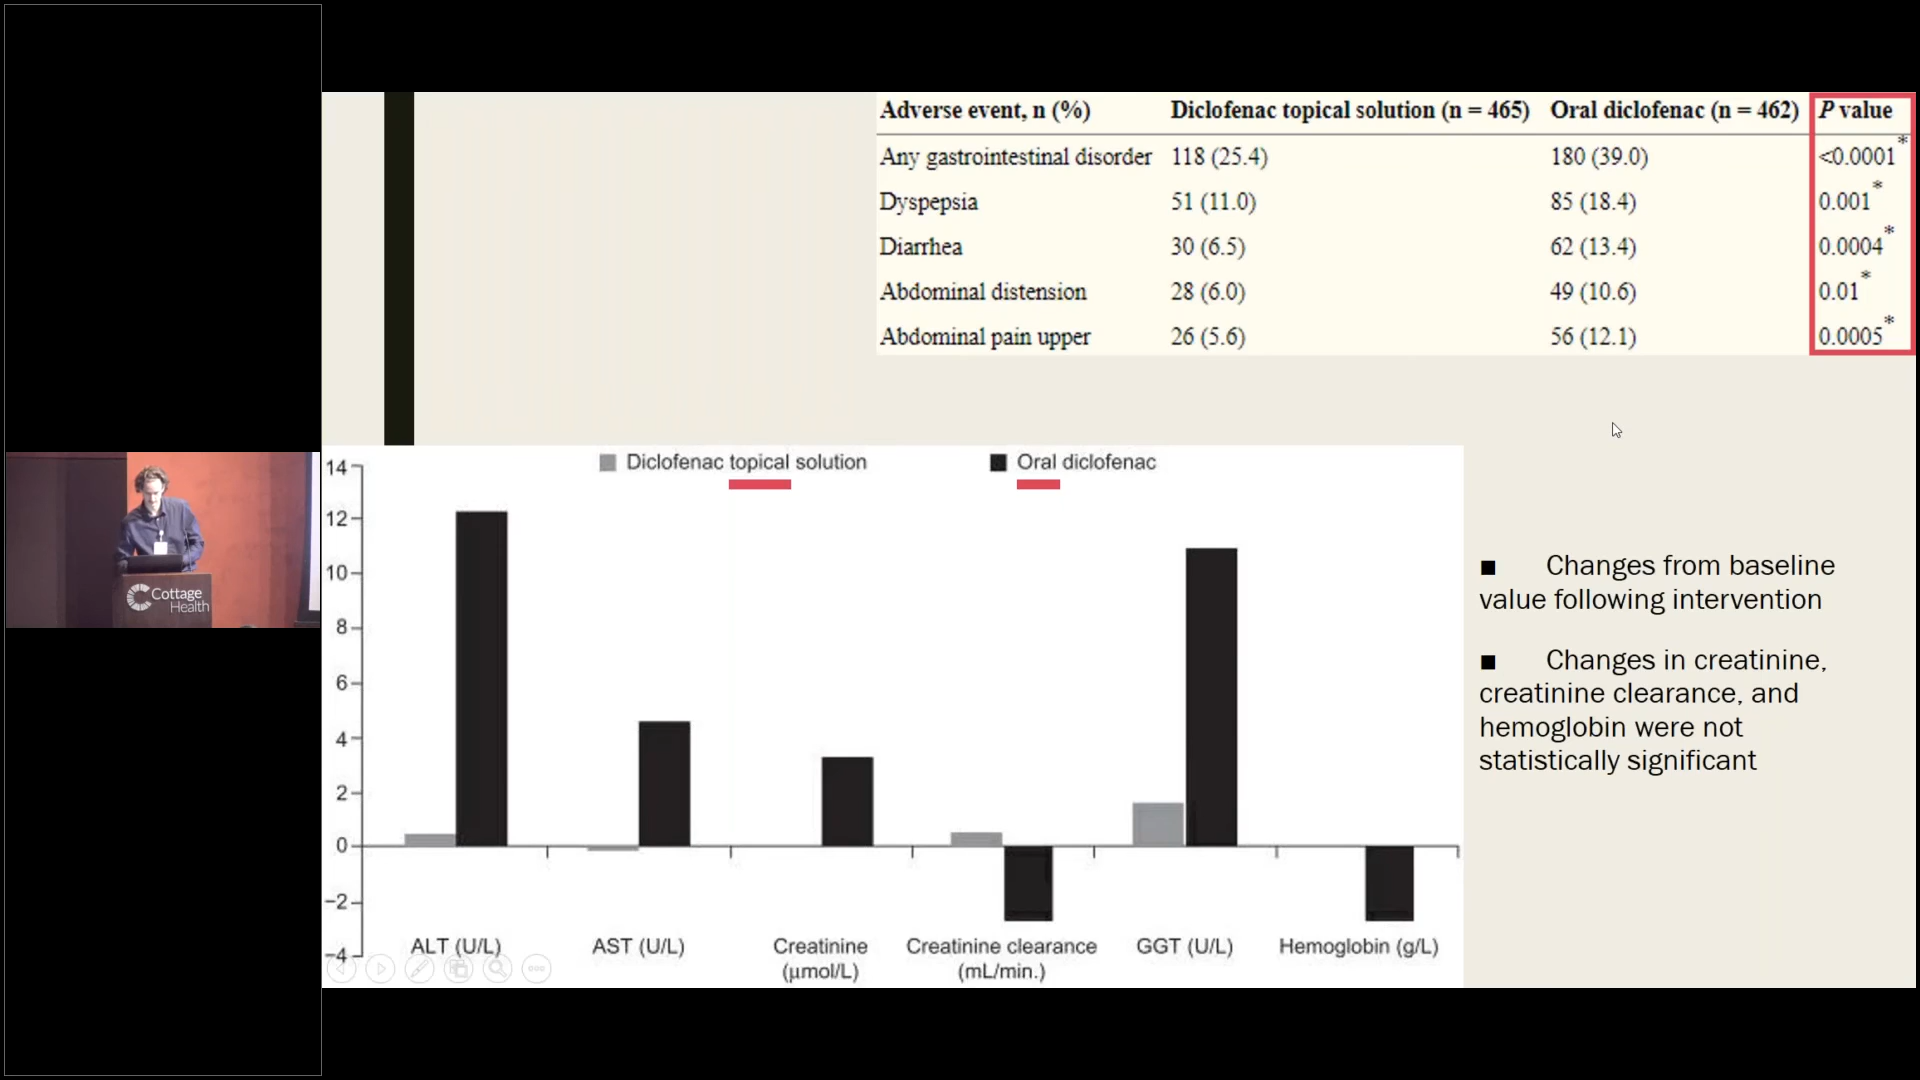 Adverse event, n (%) Diclofenac topical solution (n = 465) Oral diclofenac (n = 462) P value
Any gastrointestinal disorder 118 (25.4) 180 (39.0) <0.0001*
Dyspepsia 51 (11.0) 85 (18.4) 0.001*
Diarrhea 30 (6.5) 62 (13.4) 0.0004*
Abdominal distension 28 (6.0) 49 (10.6) 0.01*
Abdominal pain upper 26 (5.6) 56 (12.1) 0.0005*
Diclofenac topical solution Oral diclofenac
14
12
10
8
6
4
2
0
−2
−4
ALT (U/L) AST (U/L) Creatinine Creatinine clearance GGT (U/L) Hemoglobin (g/L)
(µmol/L) (mL/min.)
■ Changes from baseline
value following intervention
■ Changes in creatinine,
creatinine clearance, and
hemoglobin were not
statistically significant
Cottage
Health